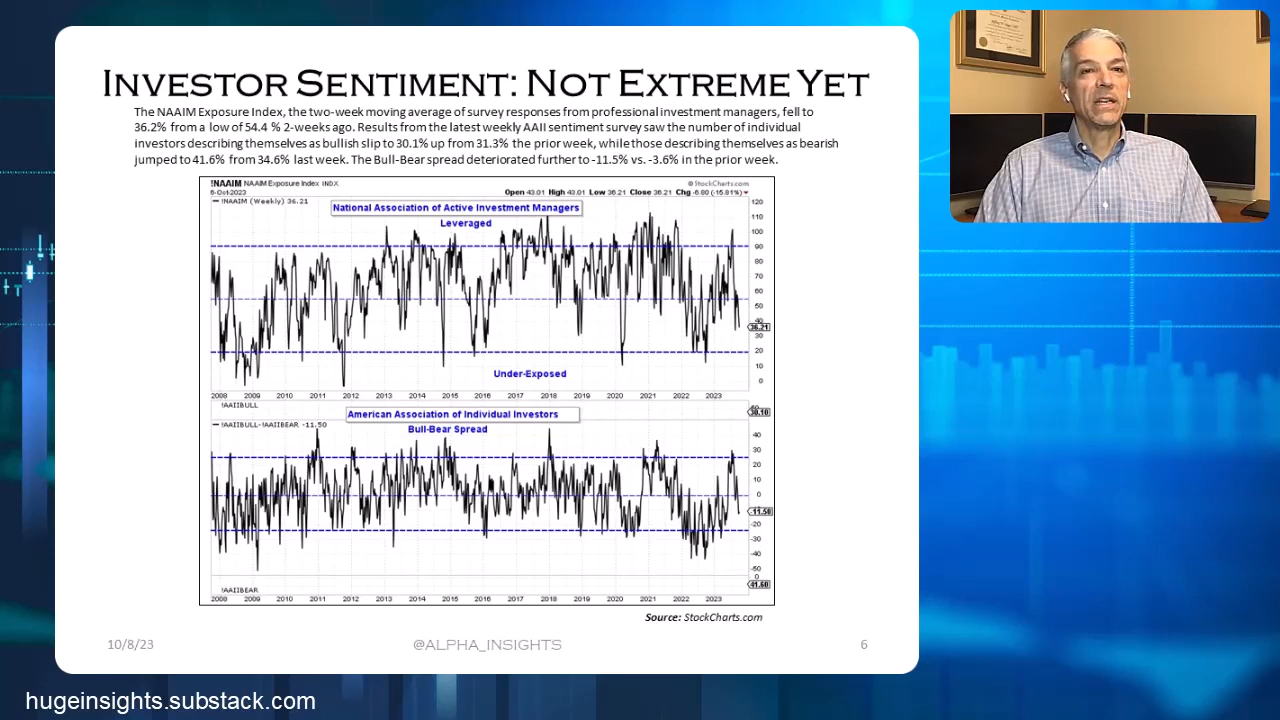 INVESTOR SENTIMENT: NOT EXTREME YET
The NAAIM Exposure Index, the two-week moving average of survey responses from professional investment managers, fell to
36.2% from a low of 54.4 % 2-weeks ago. Results from the latest weekly AAII sentiment survey saw the number of individual
investors describing themselves as bullish slip to 30.1% up from 31.3% the prior week, while those describing themselves as bearish
jumped to 41.6% from 34.6% last week. The Bull-Bear spread deteriorated further to -11.5% vs. -3.6% in the prior week.
!NAAIM NAAIM Exposure Index INDX
© StockCharts.com
6-Oct-2023
Open 43.01 High 43.01 Low 36.21 Close 36.21 Chg -6.80 (-15.81%)
!NAAIM (Weekly) 36.21
National Association of Active Investment Managers
Leveraged
120
110
100
90
80
70
60
50
40
36.21
30
20
10
0
Under-Exposed
2008 2009 2010 2011 2012 2013 2014 2015 2016 2017 2018 2019 2020 2021 2022 2023
!AAIIBULL
30.10
American Association of Individual Investors
!AAIIBULL-!AAIIBEAR -11.50
Bull-Bear Spread
40
30
20
10
0
-11.50
-20
-30
-40
-50
0
41.60
!AAIIBEAR
2008 2009 2010 2011 2012 2013 2014 2015 2016 2017 2018 2019 2020 2021 2022 2023
Source: StockCharts.com
10/8/23
@ALPHA_INSIGHTS
6
hugeinsights.substack.com